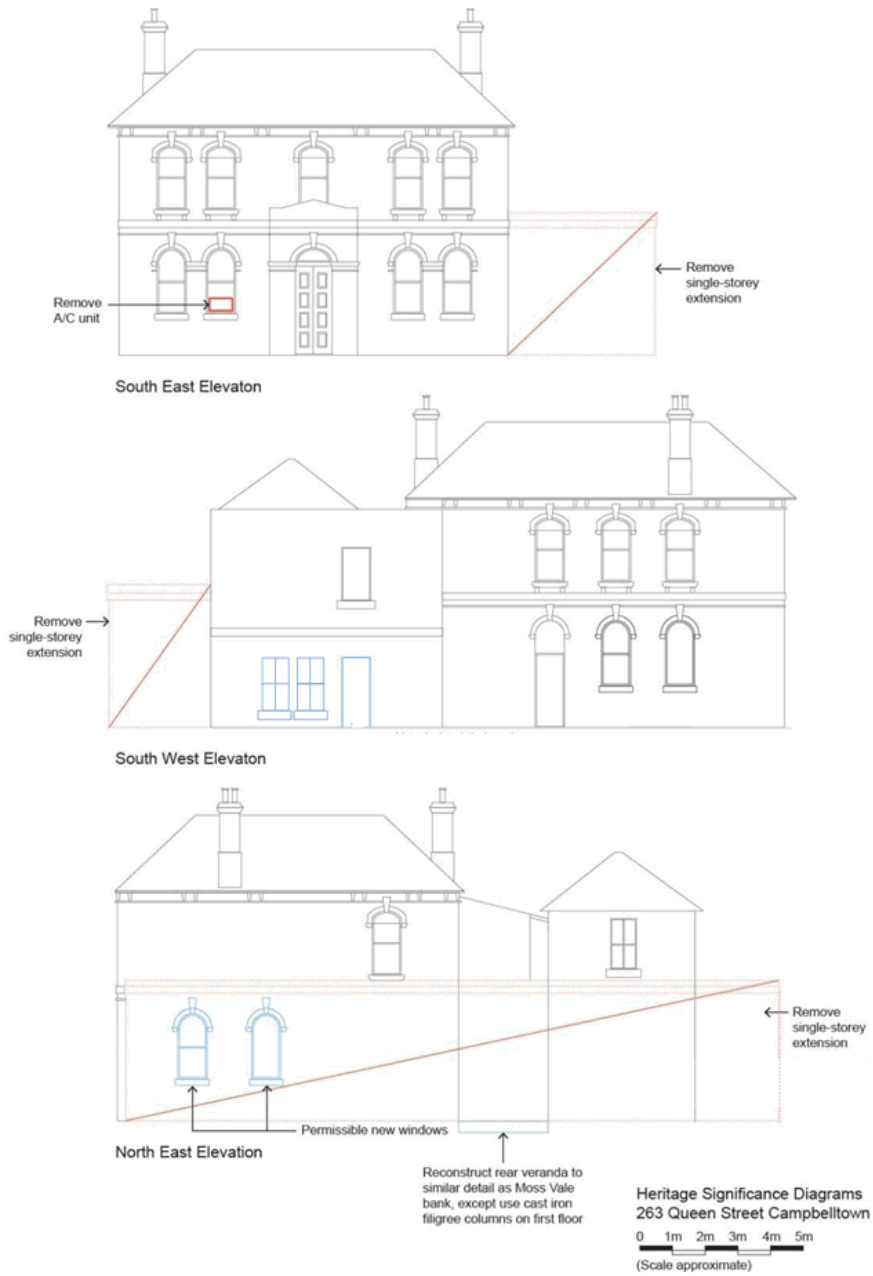 Remove
A/C unit
Remove
single-storey
extension
South East Elevaton
Remove
single-storey
extension
South West Elevaton
Remove
single-storey
extension
Permissible new windows
North East Elevation
Reconstruct rear veranda to
similar detail as Moss Vale
bank, except use cast iron
filigree columns on first floor
Heritage Significance Diagrams
263 Queen Street Campbelltown
0 1m 2m 3m 4m 5m
(Scale approximate)